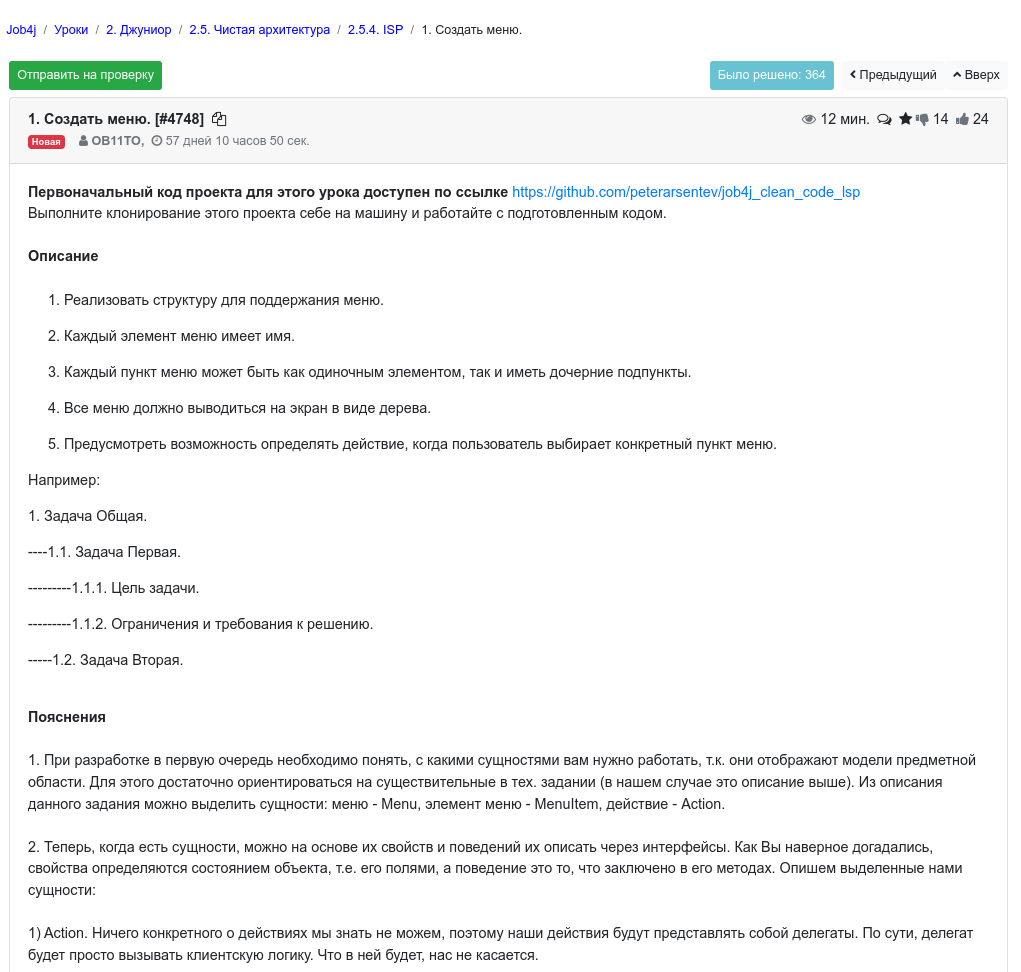 Job4j / Уроки / 2. Джуниор / 2.5. Чистая архитектура / 2.5.4. ISP / 1. Создать меню.
Отправить на проверку
Было решено: 364
Предыдущий
Вверх
1. Создать меню. [#4748]
12 мин. 14 24
Новая OB11TO, 57 дней 10 часов 50 сек.
Первоначальный код проекта для этого урока доступен по ссылке https://github.com/peterarsentev/job4j_clean_code_lsp
Выполните клонирование этого проекта себе на машину и работайте с подготовленным кодом.
Описание
1. Реализовать структуру для поддержания меню.
2. Каждый элемент меню имеет имя.
3. Каждый пункт меню может быть как одиночным элементом, так и иметь дочерние подпункты.
4. Все меню должно выводиться на экран в виде дерева.
5. Предусмотреть возможность определять действие, когда пользователь выбирает конкретный пункт меню.
Например:
1. Задача Общая.
----1.1. Задача Первая.
---------1.1.1. Цель задачи.
---------1.1.2. Ограничения и требования к решению.
-----1.2. Задача Вторая.
Пояснения
1. При разработке в первую очередь необходимо понять, с какими сущностями вам нужно работать, т.к. они отображают модели предметной
области. Для этого достаточно ориентироваться на существительные в тех. задании (в нашем случае это описание выше). Из описания
данного задания можно выделить сущности: меню - Menu, элемент меню - MenuItem, действие - Action.
2. Теперь, когда есть сущности, можно на основе их свойств и поведений их описать через интерфейсы. Как Вы наверное догадались,
свойства определяются состоянием объекта, т.е. его полями, а поведение это то, что заключено в его методах. Опишем выделенные нами
сущности:
1) Action. Ничего конкретного о действиях мы знать не можем, поэтому наши действия будут представлять собой делегаты. По сути, делегат
будет просто вызывать клиентскую логику. Что в ней будет, нас не касается.